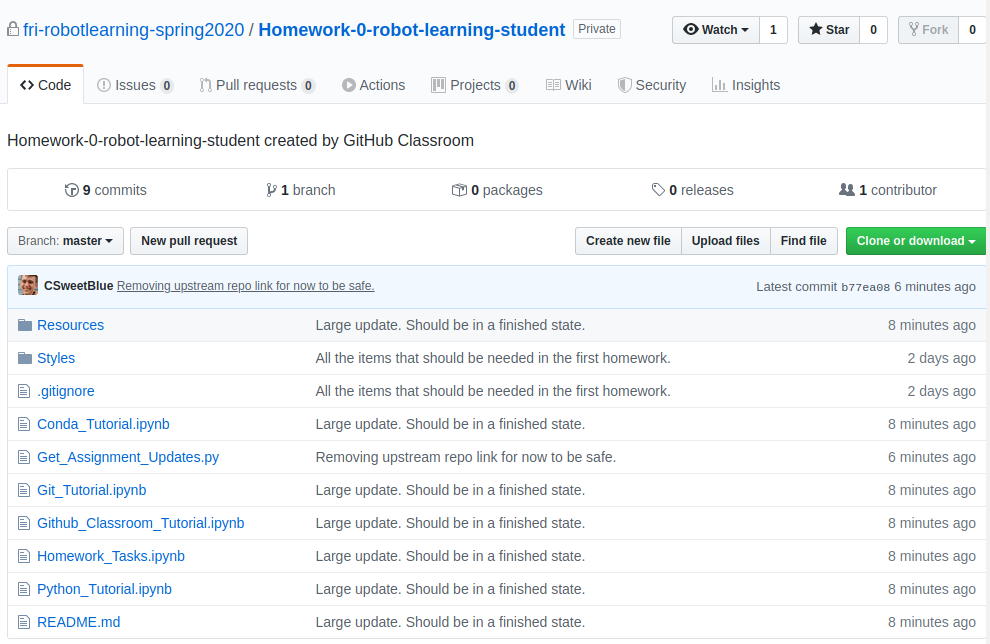 fri-robotlearning-spring2020 / Homework-0-robot-learning-student Private Watch 1 Star 0 Fork 0
Code Issues 0 Pull requests 0 Actions Projects 0 Wiki Security Insights
Homework-0-robot-learning-student created by GitHub Classroom
9 commits 1 branch 0 packages 0 releases 1 contributor
Branch: master New pull request Create new file Upload files Find file Clone or download
CSweetBlue Removing upstream repo link for now to be safe. Latest commit b77ea08 6 minutes ago
Resources Large update. Should be in a finished state. 8 minutes ago
Styles All the items that should be needed in the first homework. 2 days ago
.gitignore All the items that should be needed in the first homework. 2 days ago
Conda_Tutorial.ipynb Large update. Should be in a finished state. 8 minutes ago
Get_Assignment_Updates.py Removing upstream repo link for now to be safe. 6 minutes ago
Git_Tutorial.ipynb Large update. Should be in a finished state. 8 minutes ago
Github_Classroom_Tutorial.ipynb Large update. Should be in a finished state. 8 minutes ago
Homework_Tasks.ipynb Large update. Should be in a finished state. 8 minutes ago
Python_Tutorial.ipynb Large update. Should be in a finished state. 8 minutes ago
README.md Large update. Should be in a finished state. 8 minutes ago